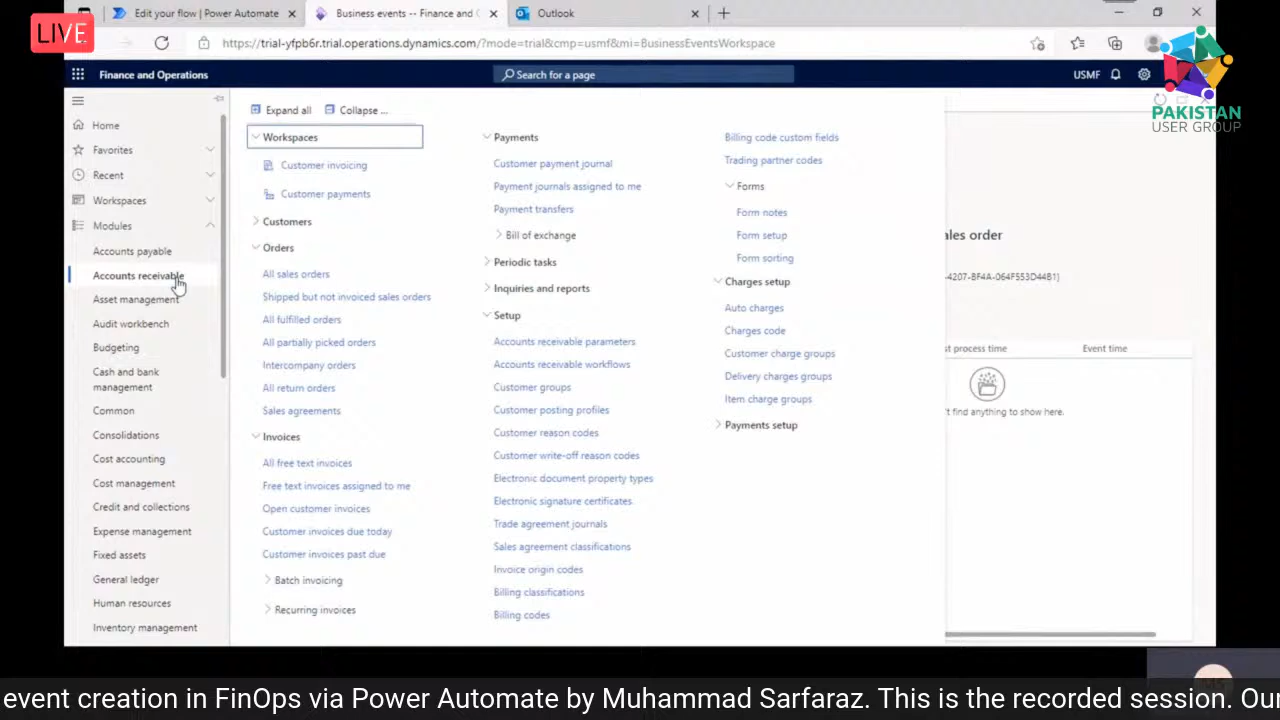 LIVE
Edit your flow | Power Automate
Business events -- Finance and
Outlook
https://trial-yfpb6r.trial.operations.dynamics.com/?mode=trial&cmp=usmf&mi=BusinessEventsWorkspace
Finance and Operations
Search for a page
USMF
PAKISTAN
USER GROUP
Home
Favorites
Recent
Workspaces
Modules
Accounts payable
Accounts receivable
Asset management
Audit workbench
Budgeting
Cash and bank
management
Common
Consolidations
Cost accounting
Cost management
Credit and collections
Expense management
Fixed assets
General ledger
Human resources
Inventory management
Expand all
Collapse ...
Workspaces
Customer invoicing
Customer payments
Customers
Orders
All sales orders
Shipped but not invoiced sales orders
All fulfilled orders
All partially picked orders
Intercompany orders
All return orders
Sales agreements
Invoices
All free text invoices
Free text invoices assigned to me
Open customer invoices
Customer invoices due today
Customer invoices past due
Batch invoicing
Recurring invoices
Payments
Customer payment journal
Payment journals assigned to me
Payment transfers
Bill of exchange
Periodic tasks
Inquiries and reports
Setup
Accounts receivable parameters
Accounts receivable workflows
Customer groups
Customer posting profiles
Customer reason codes
Customer write-off reason codes
Electronic document property types
Electronic signature certificates
Trade agreement journals
Sales agreement classifications
Invoice origin codes
Billing classifications
Billing codes
Billing code custom fields
Trading partner codes
Forms
Form notes
Form setup
Form sorting
Charges setup
Auto charges
Charges code
Customer charge groups
Delivery charges groups
Item charge groups
Payments setup
ales order
-4207-BF4A-064F553D44B1)
st process time
Event time
't find anything to show here.
event creation in FinOps via Power Automate by Muhammad Sarfaraz. This is the recorded session. Our